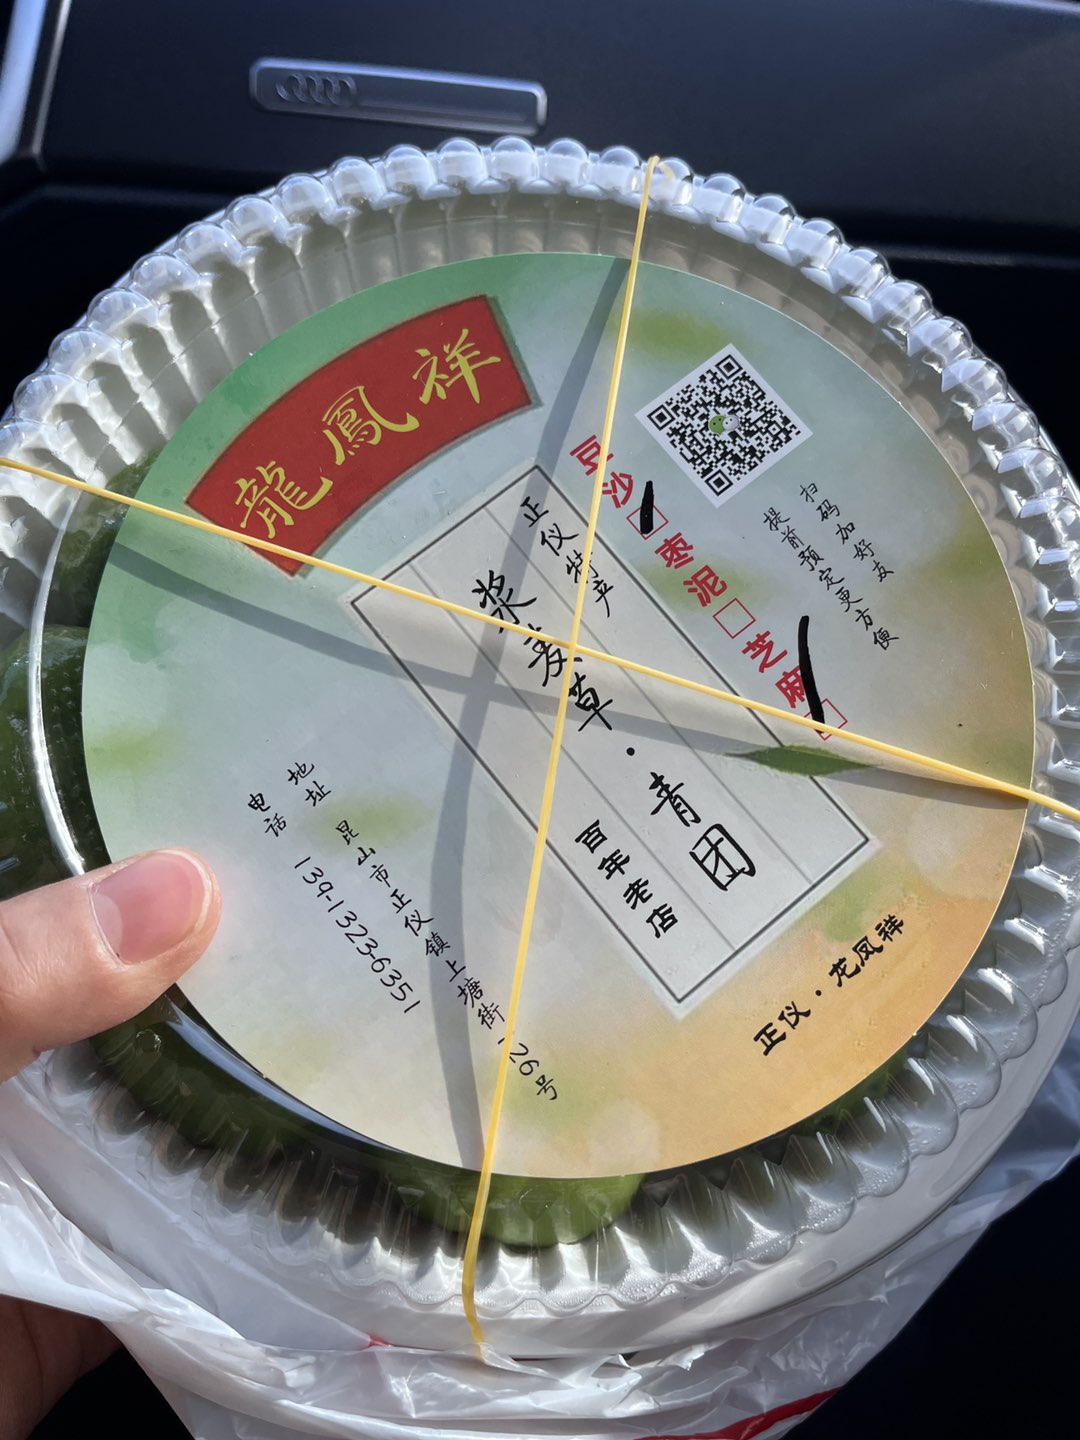 龍鳳祥
正仪特产
浆麦草·青团
百年老店
豆沙□枣泥□芝麻□
扫码加好友
提前预定更方便
地址 昆山市正仪镇上塘街126号
电话 139-1323-6351
正仪·龙凤祥